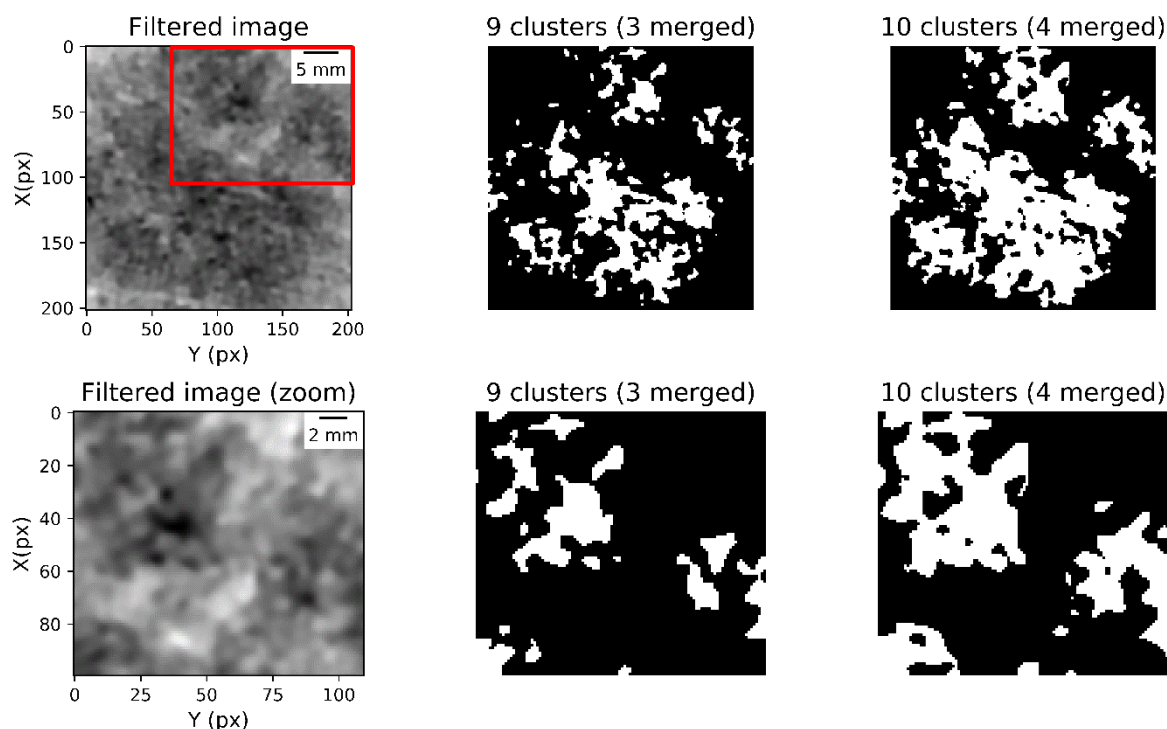 Filtered image
9 clusters (3 merged)
10 clusters (4 merged)
5 mm
0
50
100
150
200
X(px)
0 50 100 150 200
Y (px)
Filtered image (zoom)
9 clusters (3 merged)
10 clusters (4 merged)
2 mm
0
20
40
60
80
X(px)
0 25 50 75 100
Y (px)